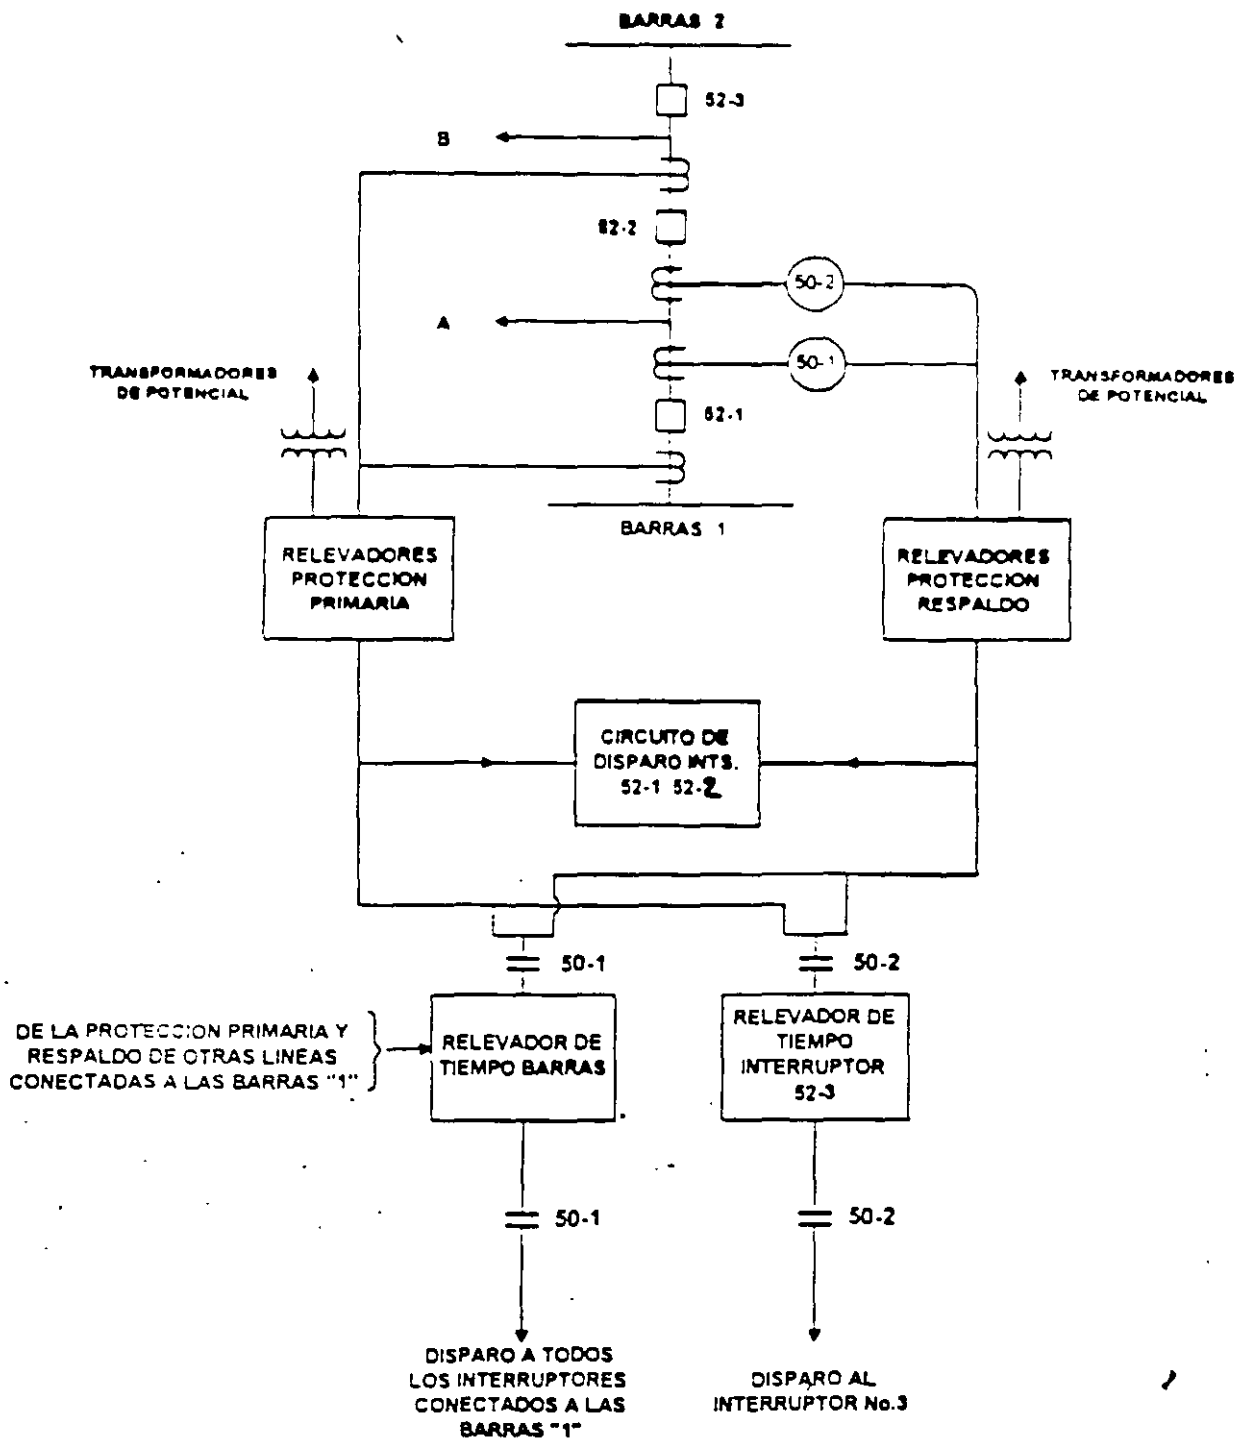 BARRAS 2
52-3
B
52-2
50-2
A
50-1
TRANSFORMADORES
DE POTENCIAL
TRANSFORMADORES
DE POTENCIAL
52-1
BARRAS 1
RELEVADORES
PROTECCION
PRIMARIA
RELEVADORES
PROTECCION
RESPALDO
CIRCUITO DE
DISPARO INTS.
52-1 52-2
50-1
50-2
DE LA PROTECCION PRIMARIA Y
RESPALDO DE OTRAS LINEAS
CONECTADAS A LAS BARRAS "1"
RELEVADOR DE
TIEMPO BARRAS
RELEVADOR DE
TIEMPO
INTERRUPTOR
52-3
50-1
50-2
DISPARO A TODOS
LOS INTERRUPTORES
CONECTADOS A LAS
BARRAS "1"
DISPARO AL
INTERRUPTOR No.3